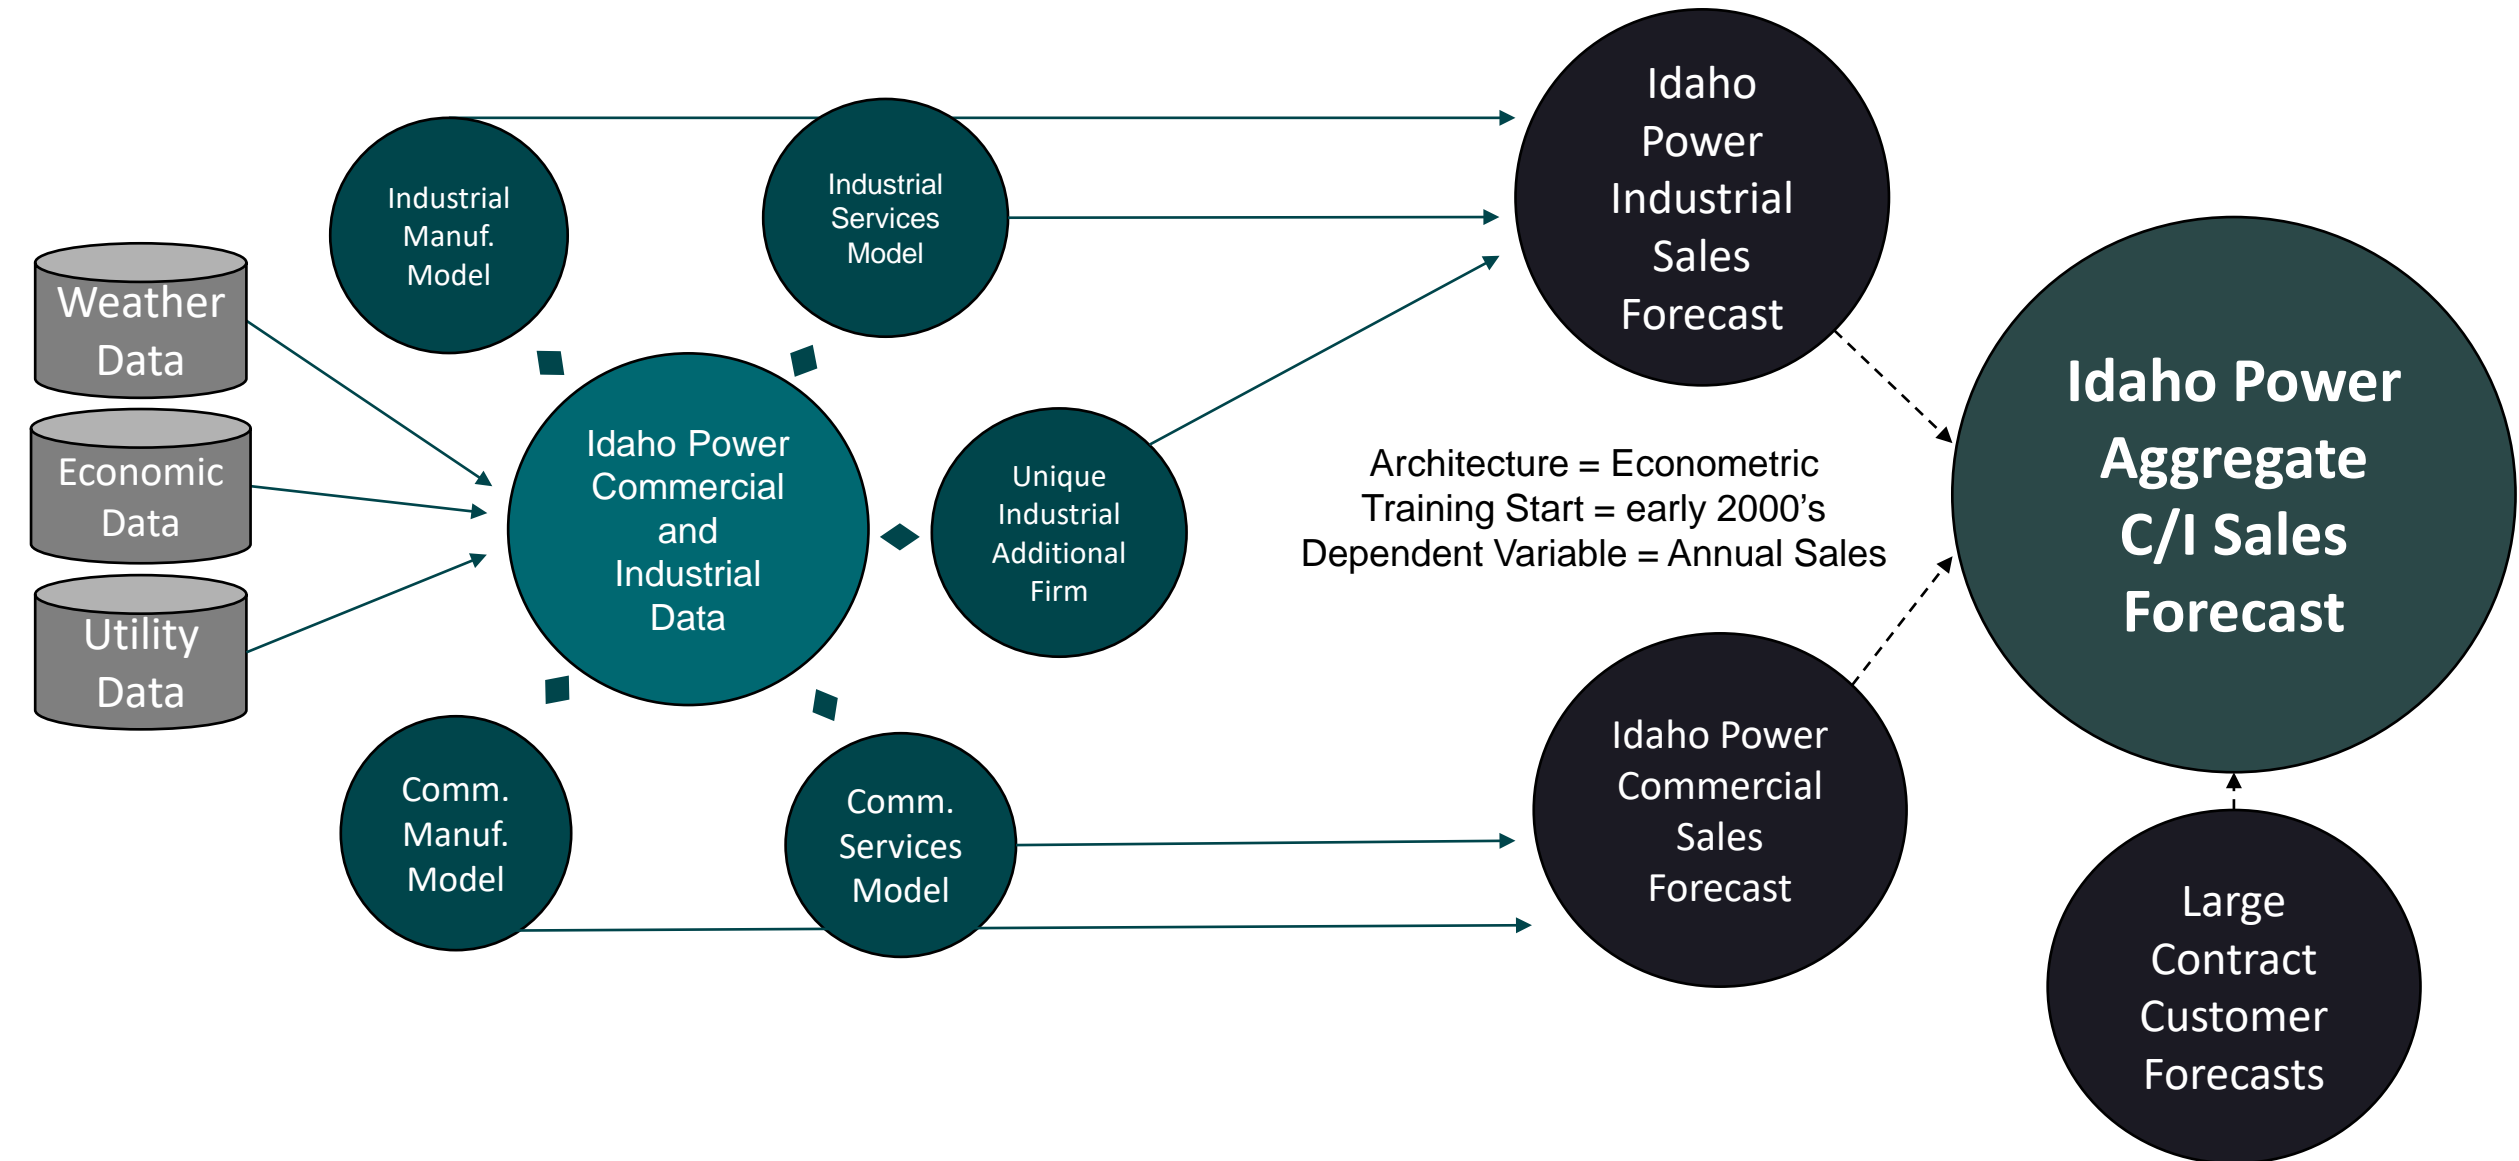 Weather
Data
Economic
Data
Utility
Data
Industrial
Manuf.
Model
Industrial
Services
Model
Idaho Power
Commercial
and
Industrial
Data
Unique
Industrial
Additional
Firm
Comm.
Manuf.
Model
Comm.
Services
Model
Idaho
Power
Industrial
Sales
Forecast
Architecture = Econometric
Training Start = early 2000’s
Dependent Variable = Annual Sales
Idaho Power
Commercial
Sales
Forecast
Idaho Power
Aggregate
C/I Sales
Forecast
Large
Contract
Customer
Forecasts